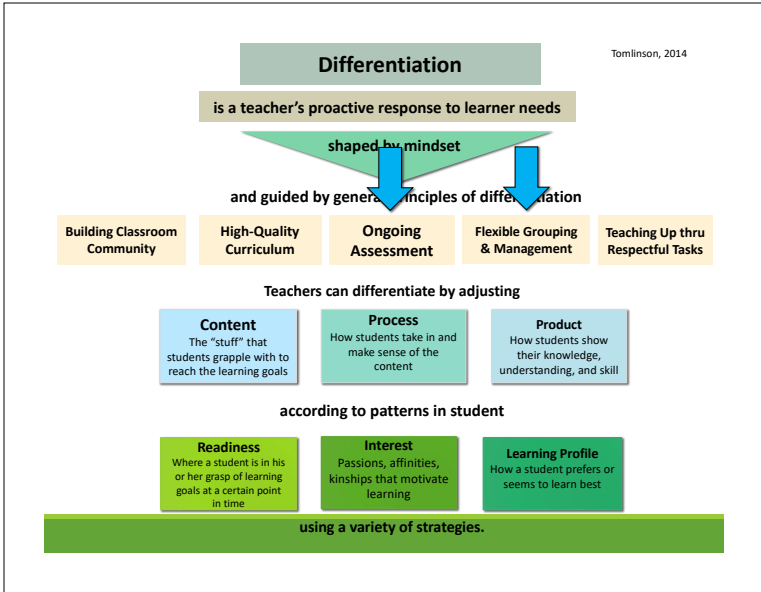 Differentiation
Tomlinson, 2014
is a teacher's proactive response to learner needs
shaped by mindset
and guided by general principles of differentiation
Building Classroom
Community
High-Quality
Curriculum
Ongoing
Assessment
Flexible Grouping
& Management
Teaching Up thru
Respectful Tasks
Teachers can differentiate by adjusting
Content
The “stuff” that
students grapple with to
reach the learning goals
Process
How students take in and
make sense of the
content
Product
How students show
their knowledge,
understanding, and skill
according to patterns in student
Readiness
Where a student is in his
or her grasp of learning
goals at a certain point
in time
Interest
Passions, affinities,
kinships that motivate
learning
Learning Profile
How a student prefers or
seems to learn best
using a variety of strategies.